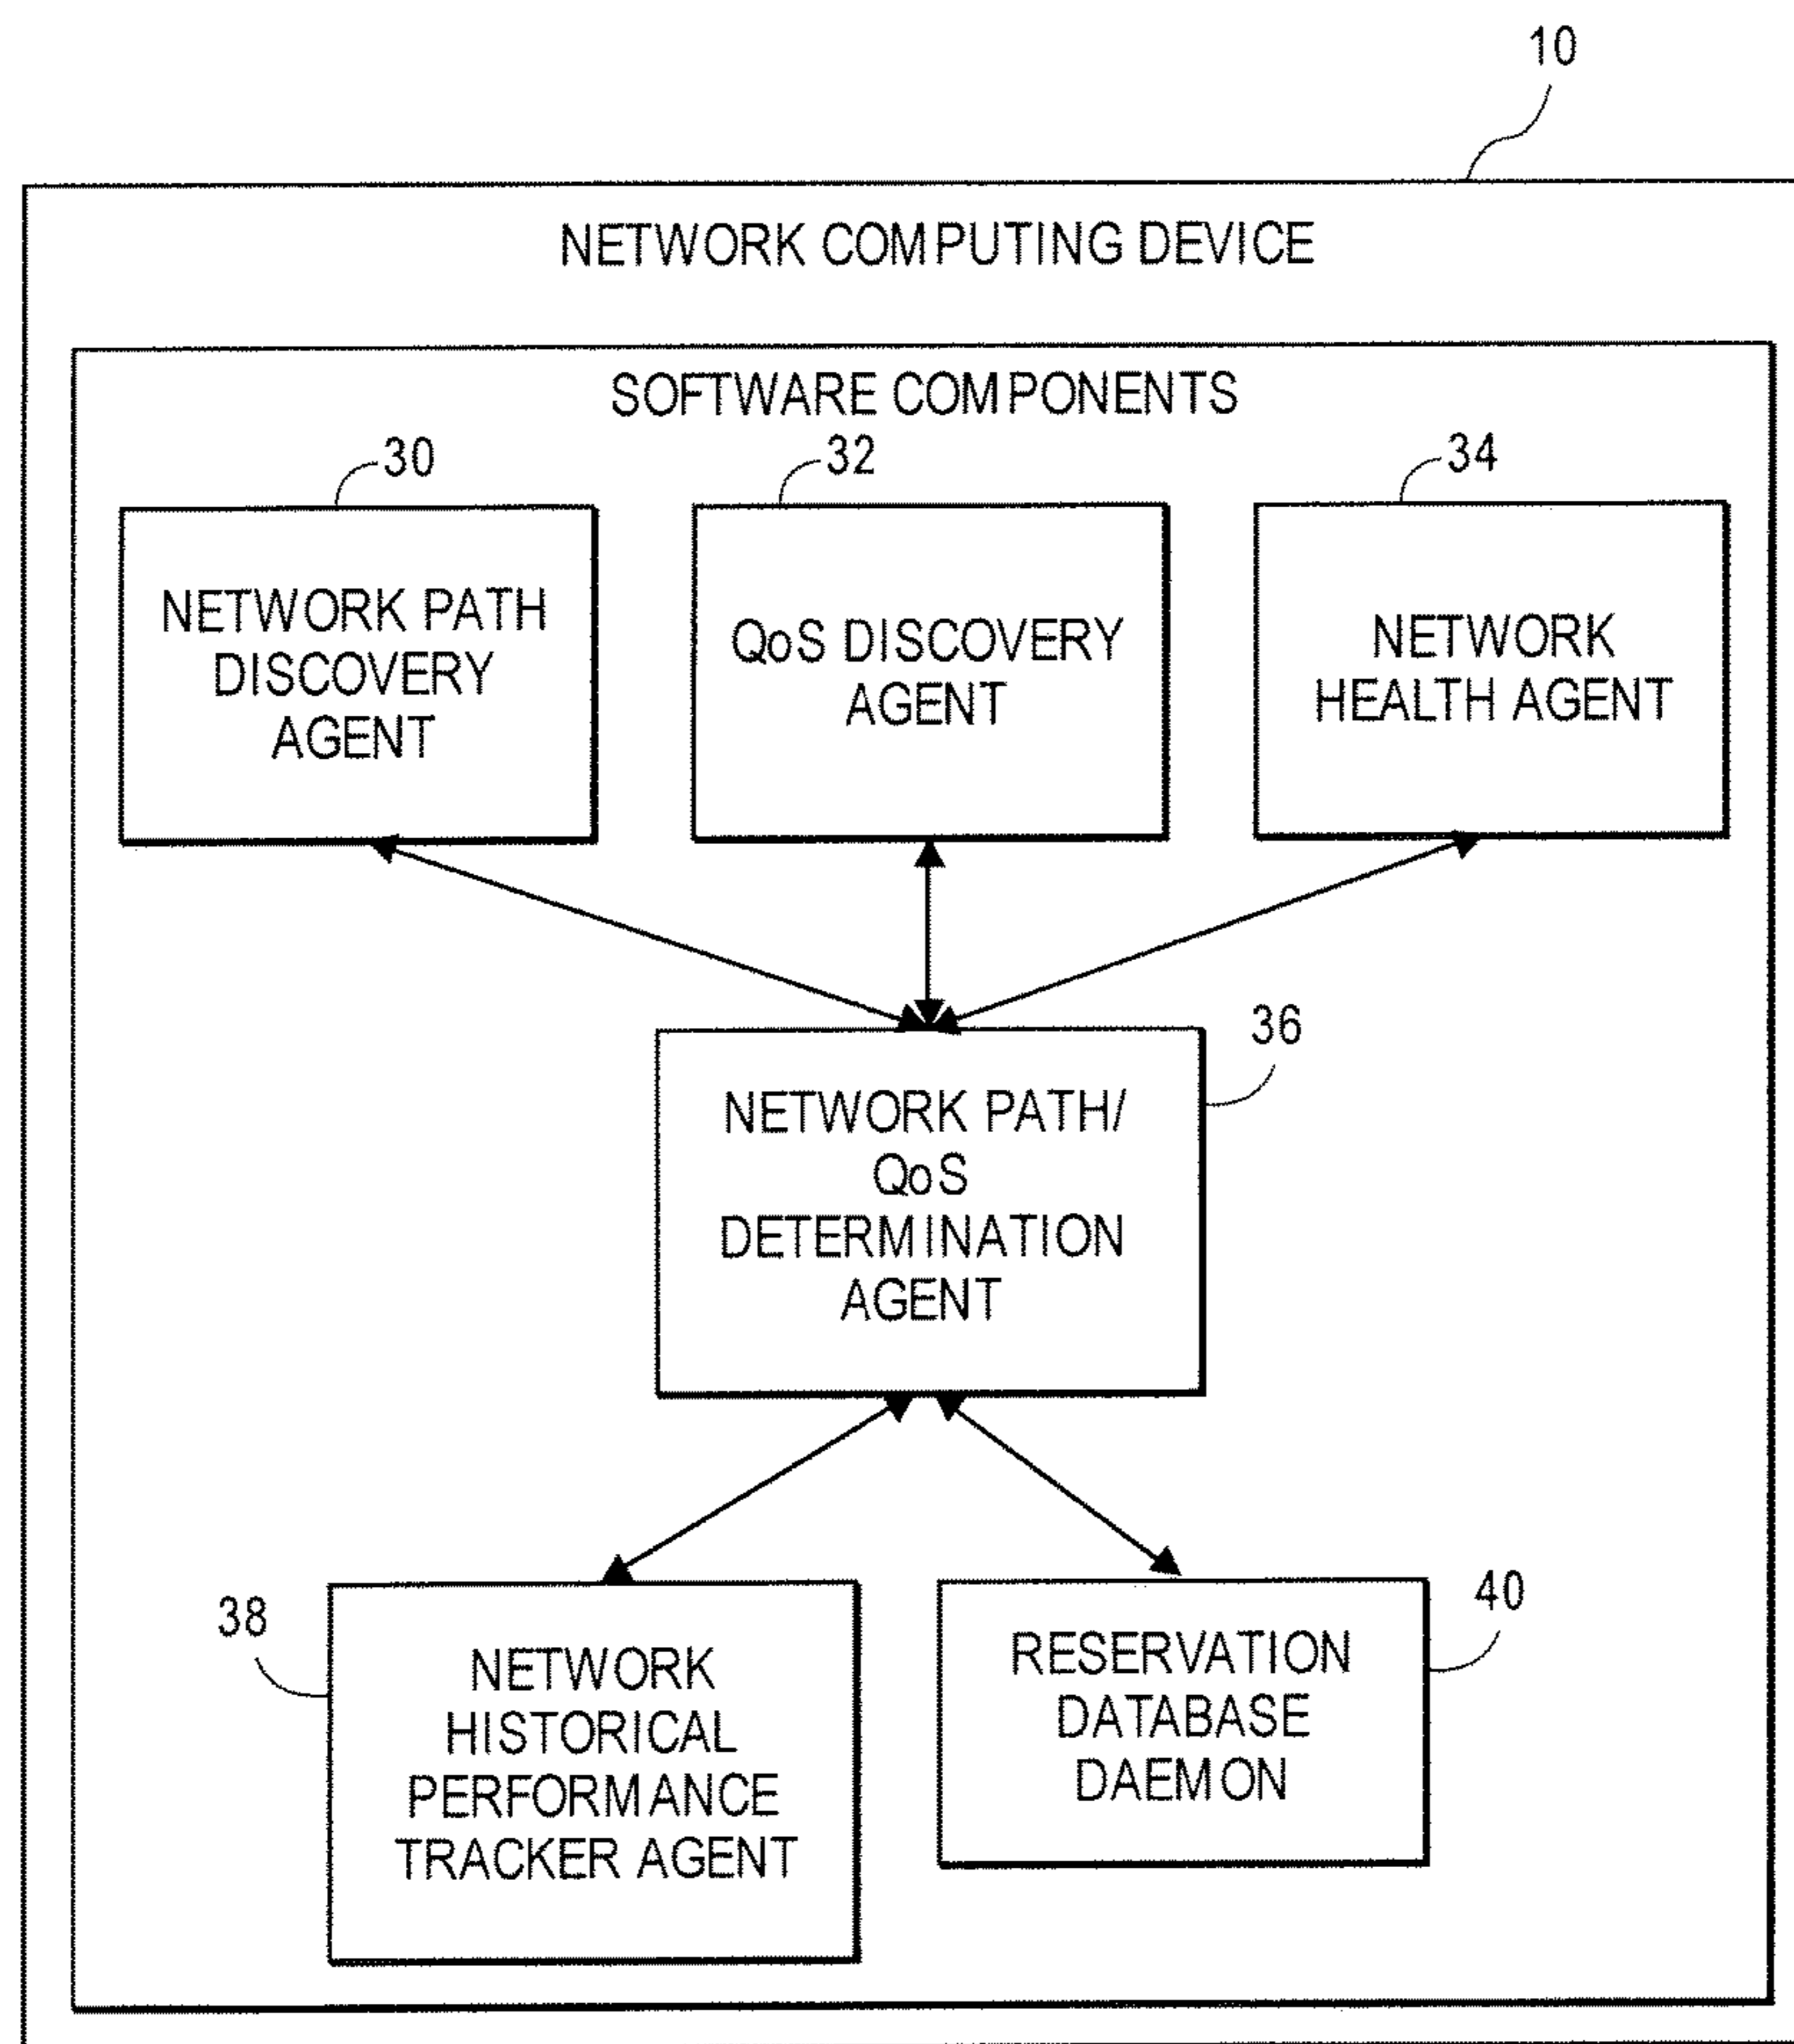 10
NETWORK COMPUTING DEVICE
SOFTWARE COMPONENTS
30
32
34
NETWORK PATH
DISCOVERY
AGENT
QoS DISCOVERY
AGENT
NETWORK
HEALTH AGENT
36
NETWORK PATH/
QoS
DETERMINATION
AGENT
38
NETWORK
HISTORICAL
PERFORMANCE
TRACKER AGENT
40
RESERVATION
DATABASE
DAEMON